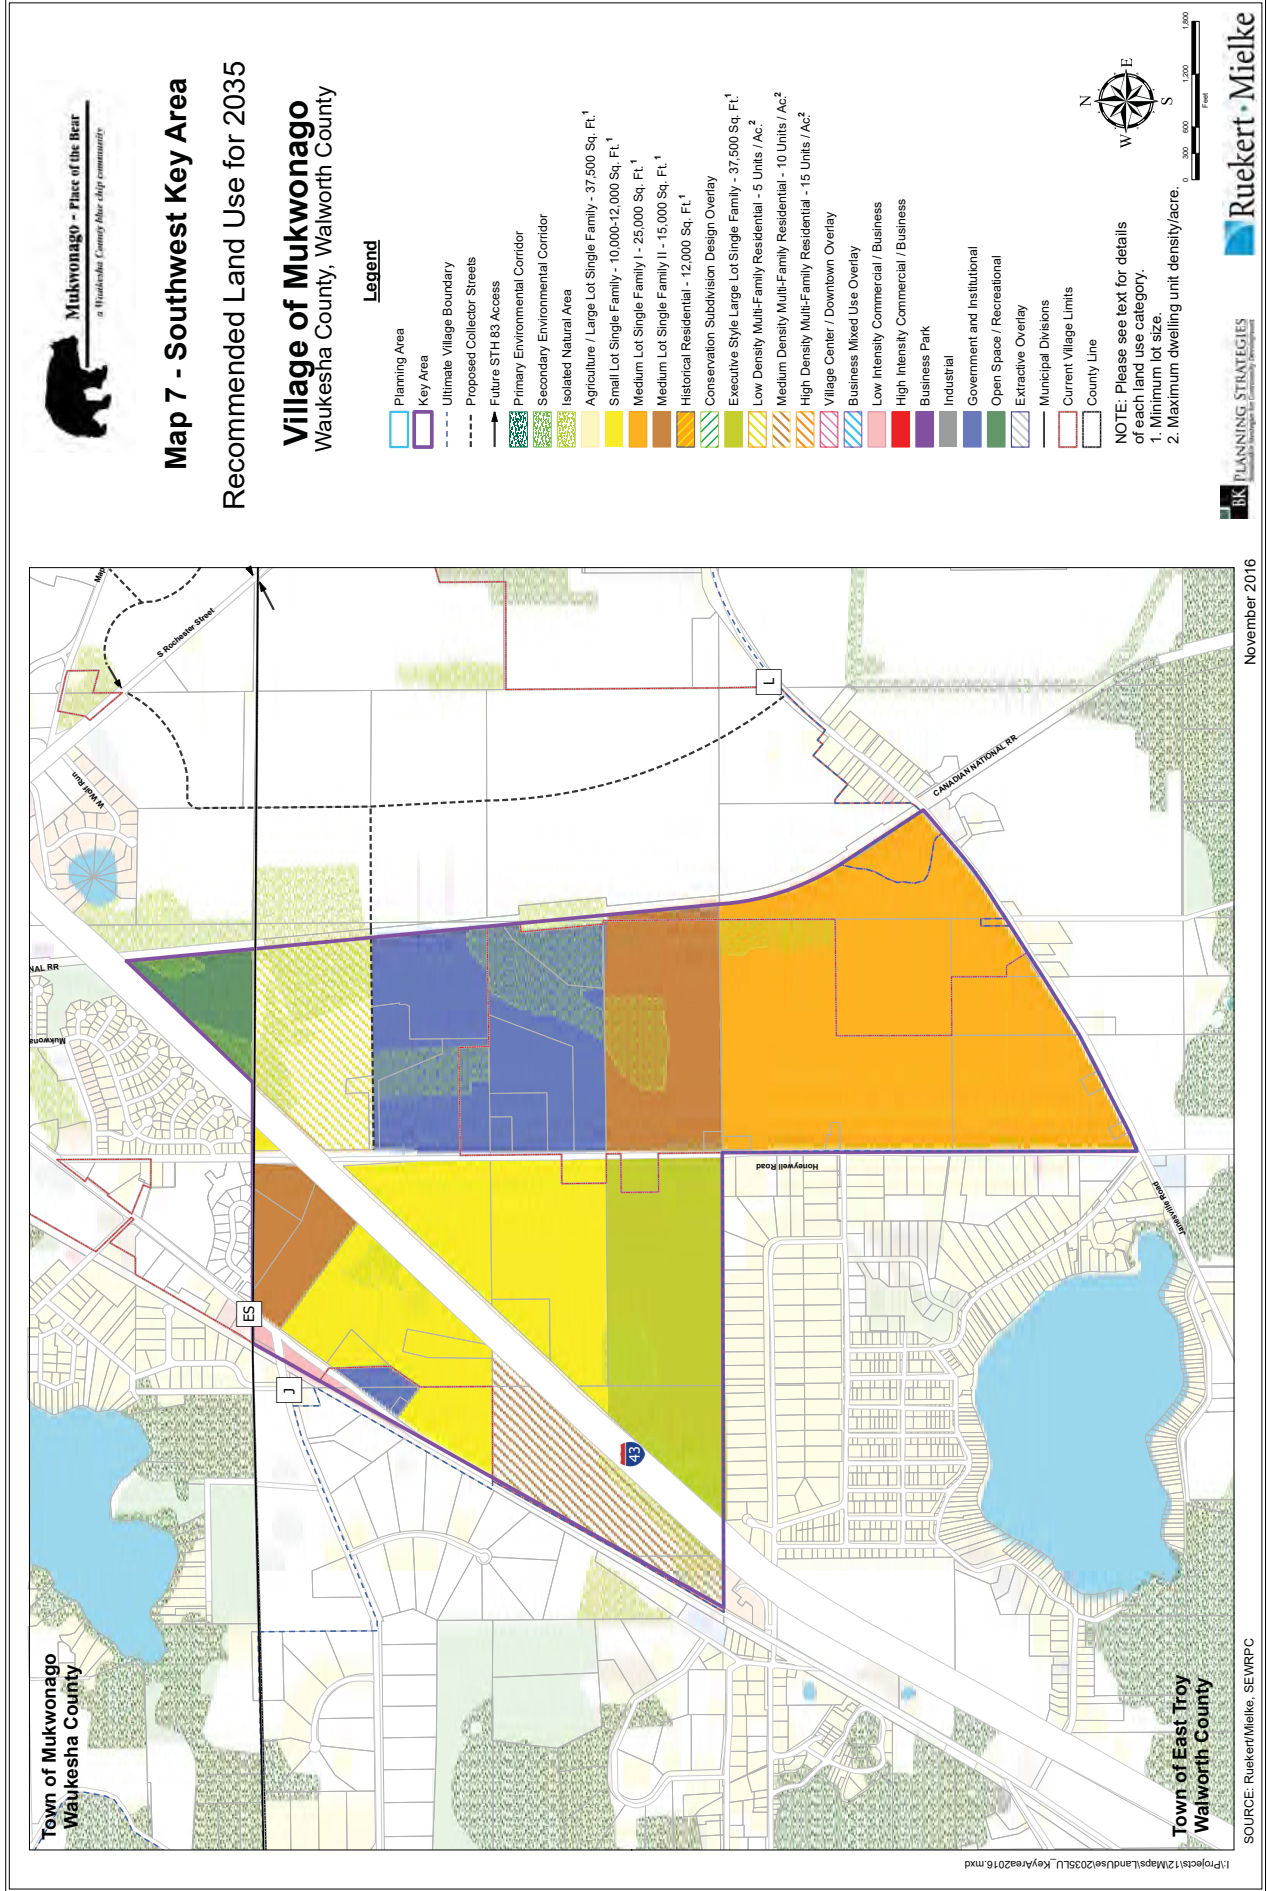 Mukwonago - Place of the Bear
a Waukesha County blue chip community
Map 7 - Southwest Key Area
Recommended Land Use for 2035
Village of Mukwonago
Waukesha County, Walworth County
Legend
Planning Area
Key Area
Ultimate Village Boundary
Proposed Collector Streets
Future STH 83 Access
Primary Environmental Corridor
Secondary Environmental Corridor
Isolated Natural Area
Agriculture / Large Lot Single Family - 37,500 Sq. Ft.¹
Small Lot Single Family - 10,000-12,000 Sq. Ft.¹
Medium Lot Single Family I - 25,000 Sq. Ft.¹
Medium Lot Single Family II - 15,000 Sq. Ft.¹
Historical Residential - 12,000 Sq. Ft.¹
Conservation Subdivision Design Overlay
Executive Style Large Lot Single Family - 37,500 Sq. Ft.¹
Low Density Multi-Family Residential - 5 Units / Ac.²
Medium Density Multi-Family Residential - 10 Units / Ac.²
High Density Multi-Family Residential - 15 Units / Ac.²
Village Center / Downtown Overlay
Business Mixed Use Overlay
Low Intensity Commercial / Business
High Intensity Commercial / Business
Business Park
Industrial
Government and Institutional
Open Space / Recreational
Extractive Overlay
Municipal Divisions
Current Village Limits
County Line
NOTE: Please see text for details
of each land use category.
1. Minimum lot size.
2. Maximum dwelling unit density/acre.
N
W
E
S
0 300 600 1,200 1,800
Feet
BK PLANNING STRATEGIES
Ruekert · Mielke
Town of Mukwonago
Waukesha County
NAL RR
Mukwona
W Wolf Run
S Rochester Street
Map
ES
J
L
43
Honeywell Road
CANADIAN NATIONAL RR
Janesville Road
Town of East Troy
Walworth County
SOURCE: Ruekert/Mielke, SEWRPC
November 2016
I:\Projects\12\Maps\LandUse\2035LU_KeyArea2016.mxd